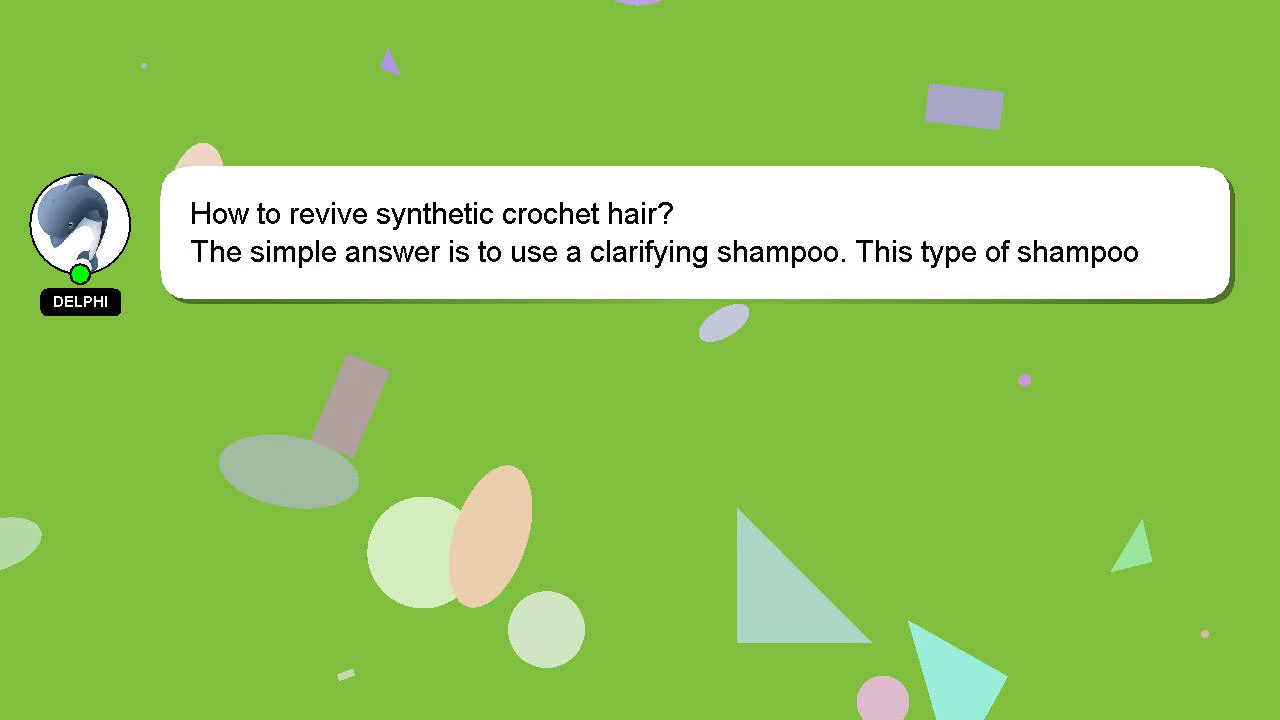 How to revive synthetic crochet hair?
The simple answer is to use a clarifying shampoo. This type of shampoo
DELPHI